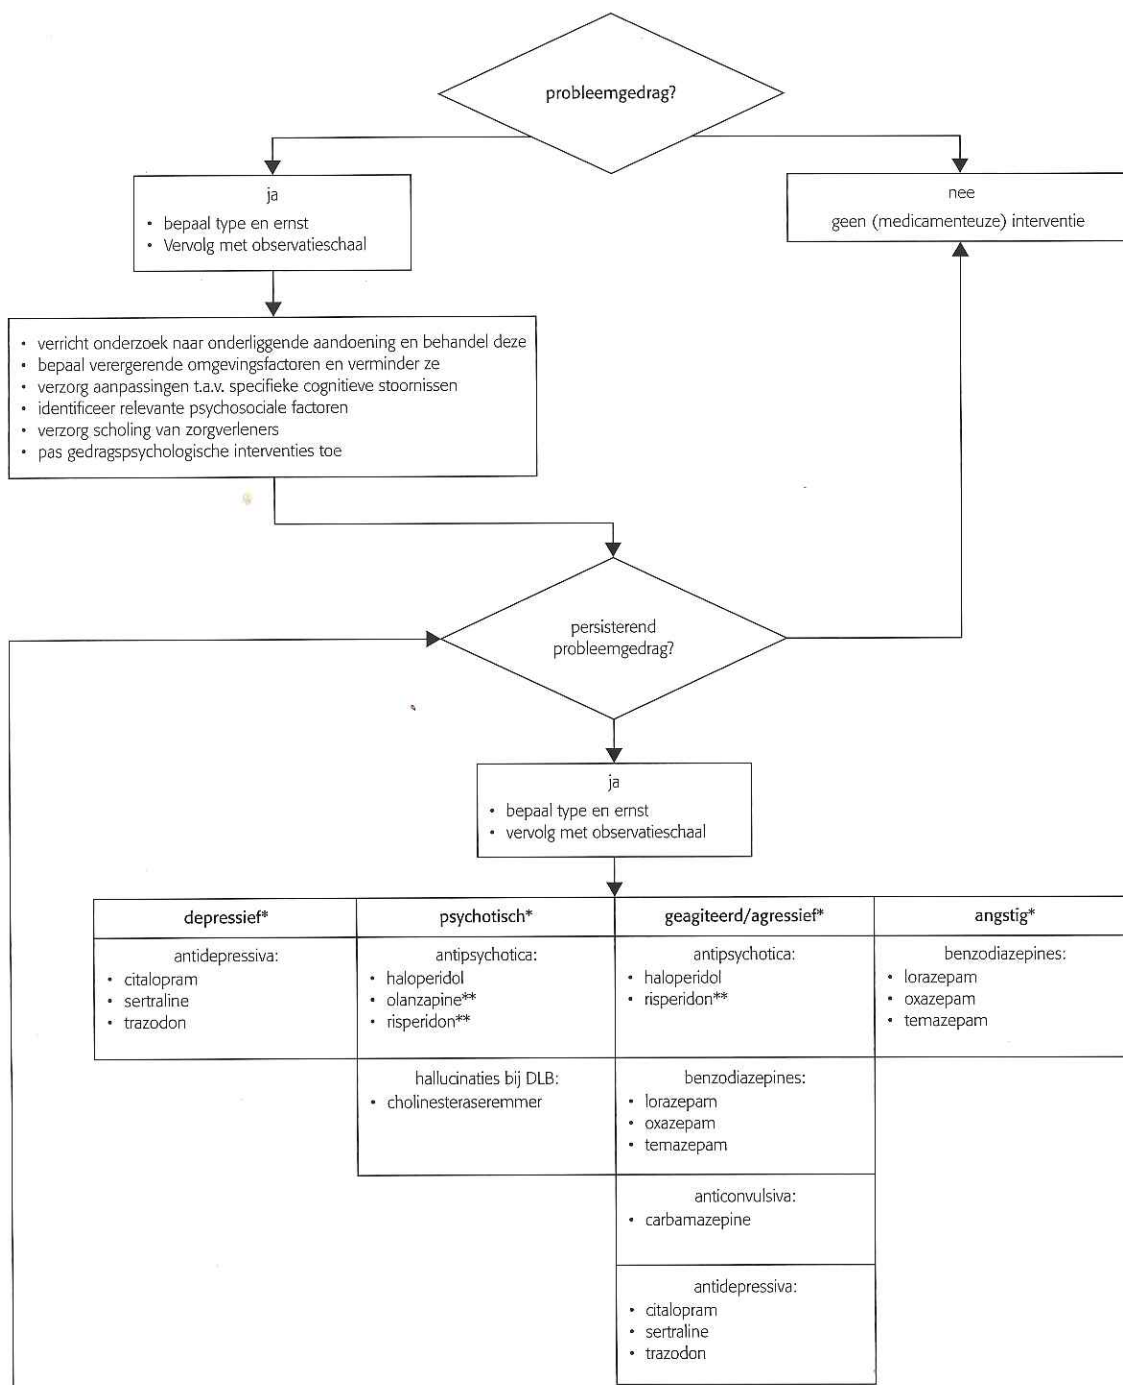 probleemgedrag?
ja
• bepaal type en ernst
• Vervolg met observatieschaal
nee
geen (medicamenteuze) interventie
• verricht onderzoek naar onderliggende aandoening en behandel deze
• bepaal verergerende omgevingsfactoren en verminder ze
• verzorg aanpassingen t.a.v. specifieke cognitieve stoornissen
• identificeer relevante psychosociale factoren
• verzorg scholing van zorgverleners
• pas gedragspsychologische interventies toe
persisterend
probleemgedrag?
ja
• bepaal type en ernst
• vervolg met observatieschaal
depressief*
antidepressiva:
• citalopram
• sertraline
• trazodon
psychotisch*
antipsychotica:
• haloperidol
• olanzapine**
• risperidon**
hallucinaties bij DLB:
• cholinesteraseremmer
geagiteerd/agressief*
antipsychotica:
• haloperidol
• risperidon**
benzodiazepines:
• lorazepam
• oxazepam
• temazepam
anticonvulsiva:
• carbamazepine
antidepressiva:
• citalopram
• sertraline
• trazodon
angstig*
benzodiazepines:
• lorazepam
• oxazepam
• temazepam